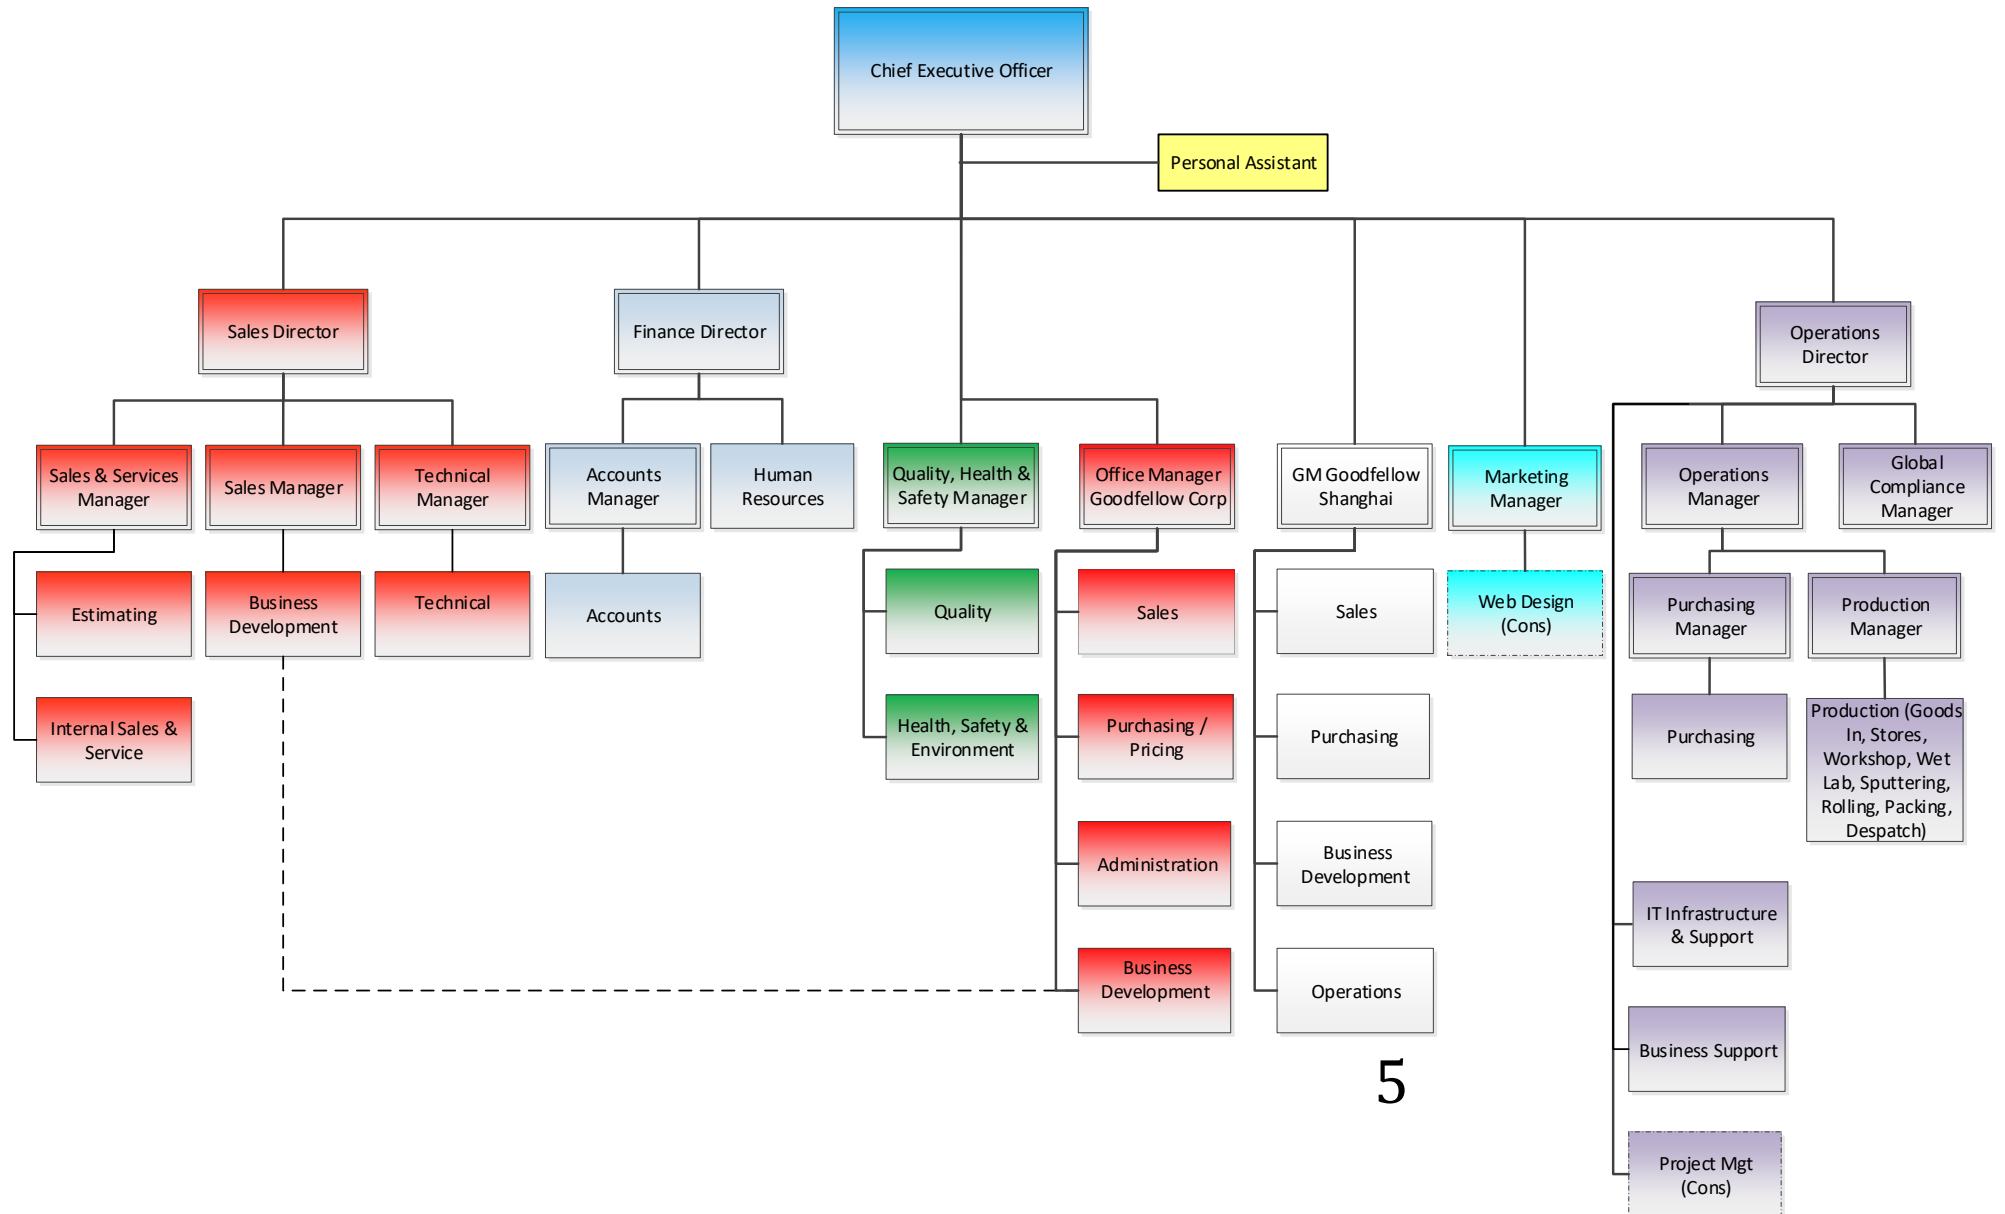 Chief Executive Officer
Personal Assistant
Sales Director
Finance Director
Operations
Director
Sales & Services
Manager
Sales Manager
Technical
Manager
Accounts
Manager
Human
Resources
Quality, Health &
Safety Manager
Office Manager
Goodfellow Corp
GM Goodfellow
Shanghai
Marketing
Manager
Operations
Manager
Global
Compliance
Manager
Estimating
Business
Development
Technical
Accounts
Quality
Sales
Sales
Web Design
(Cons)
Purchasing
Manager
Production
Manager
Internal Sales &
Service
Health, Safety &
Environment
Purchasing /
Pricing
Purchasing
Purchasing
Production (Goods
In, Stores,
Workshop, Wet
Lab, Sputtering,
Rolling, Packing,
Despatch)
Administration
Business
Development
IT Infrastructure
& Support
Business
Development
Operations
Business Support
5
Project Mgt
(Cons)